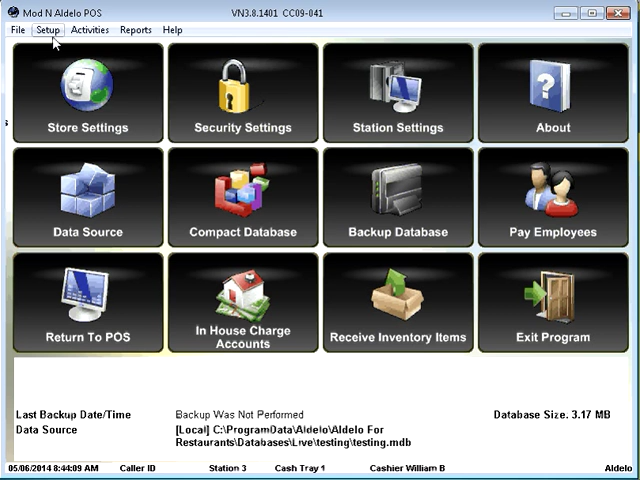 Mod N Aldelo POS VN3.8.1401 CC09-041
File Setup Activities Reports Help
Store Settings Security Settings Station Settings About
Data Source Compact Database Backup Database Pay Employees
Return To POS In House Charge Accounts Receive Inventory Items Exit Program
Last Backup Date/Time Backup Was Not Performed Database Size. 3.17 MB
Data Source [Local] C:\ProgramData\Aldelo\Aldelo For
Restaurants\Databases\Live\testing\testing.mdb
05/06/2014 8:44:09 AM Caller ID Station 3 Cash Tray 1 Cashier William B Aldelo